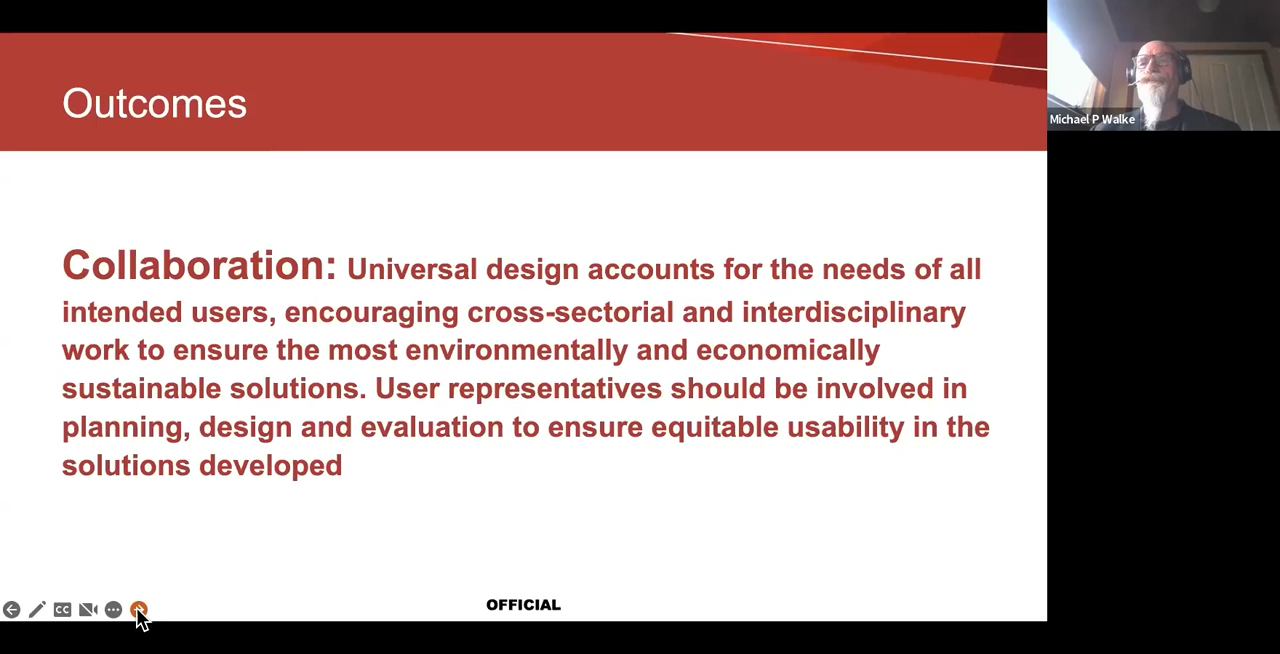 Outcomes
Michael P Walke
Collaboration: Universal design accounts for the needs of all
intended users, encouraging cross-sectorial and interdisciplinary
work to ensure the most environmentally and economically
sustainable solutions. User representatives should be involved in
planning, design and evaluation to ensure equitable usability in the
solutions developed
CC
OFFICIAL